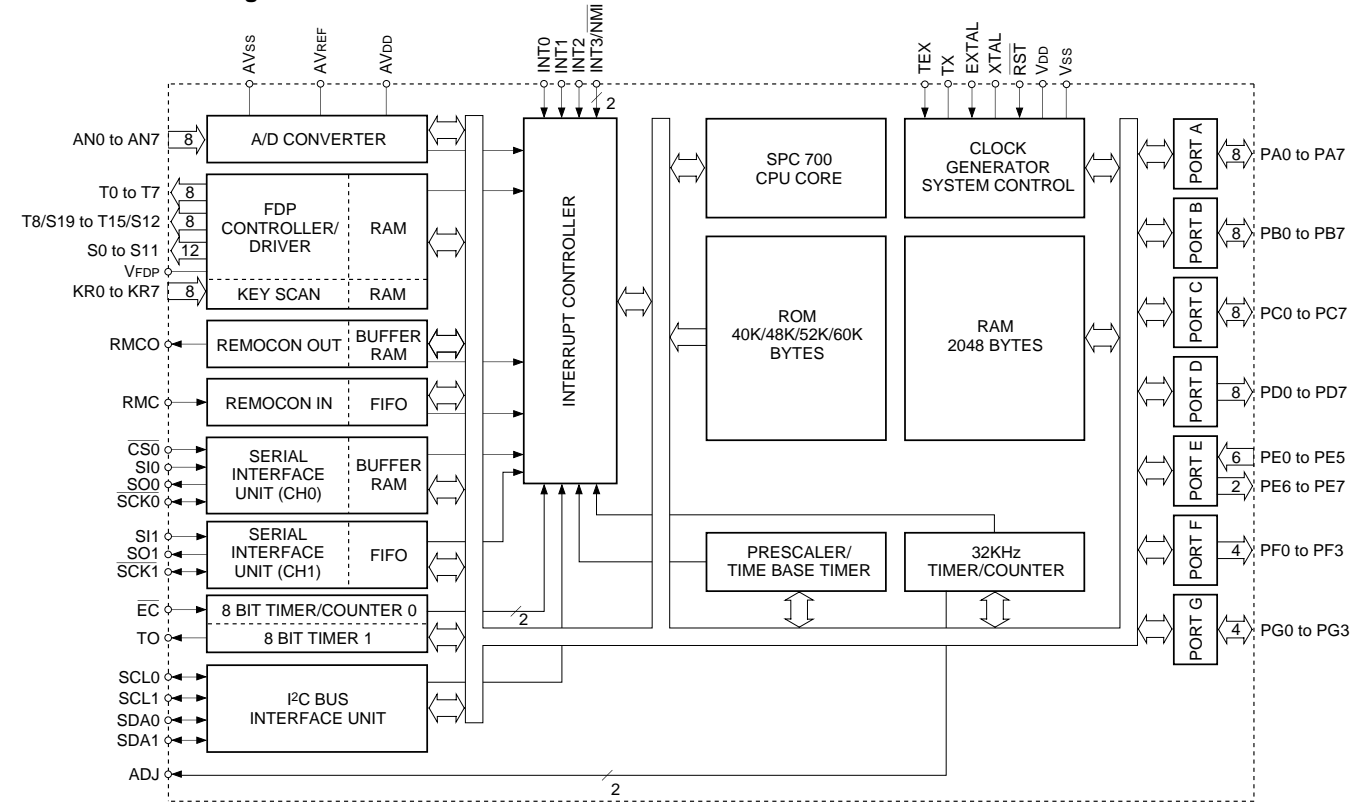 AVSS
AVREF
AVDD
INT0
INT1
INT2
INT3/NMI
2
TEX
TX
EXTAL
XTAL
RST
VDD
VSS
AN0 to AN7
8
A/D CONVERTER
T0 to T7
8
T8/S19 to T15/S12
8
S0 to S11
12
VFDP
KR0 to KR7
8
FDP
CONTROLLER/
DRIVER
RAM
KEY SCAN
RAM
RMCO
REMOCON OUT
BUFFER
RAM
RMC
REMOCON IN
FIFO
CS0
SI0
SO0
SCK0
SERIAL
INTERFACE
UNIT (CH0)
BUFFER
RAM
SI1
SO1
SCK1
SERIAL
INTERFACE
UNIT (CH1)
FIFO
EC
8 BIT TIMER/COUNTER 0
2
TO
8 BIT TIMER 1
SCL0
SCL1
SDA0
SDA1
I2C BUS
INTERFACE UNIT
ADJ
2
INTERRUPT CONTROLLER
SPC 700
CPU CORE
CLOCK
GENERATOR
SYSTEM CONTROL
ROM
40K/48K/52K/60K
BYTES
RAM
2048 BYTES
PRESCALER/
TIME BASE TIMER
32KHz
TIMER/COUNTER
PORT A
8
PA0 to PA7
PORT B
8
PB0 to PB7
PORT C
8
PC0 to PC7
PORT D
8
PD0 to PD7
PORT E
6
PE0 to PE5
2
PE6 to PE7
PORT F
4
PF0 to PF3
PORT G
4
PG0 to PG3